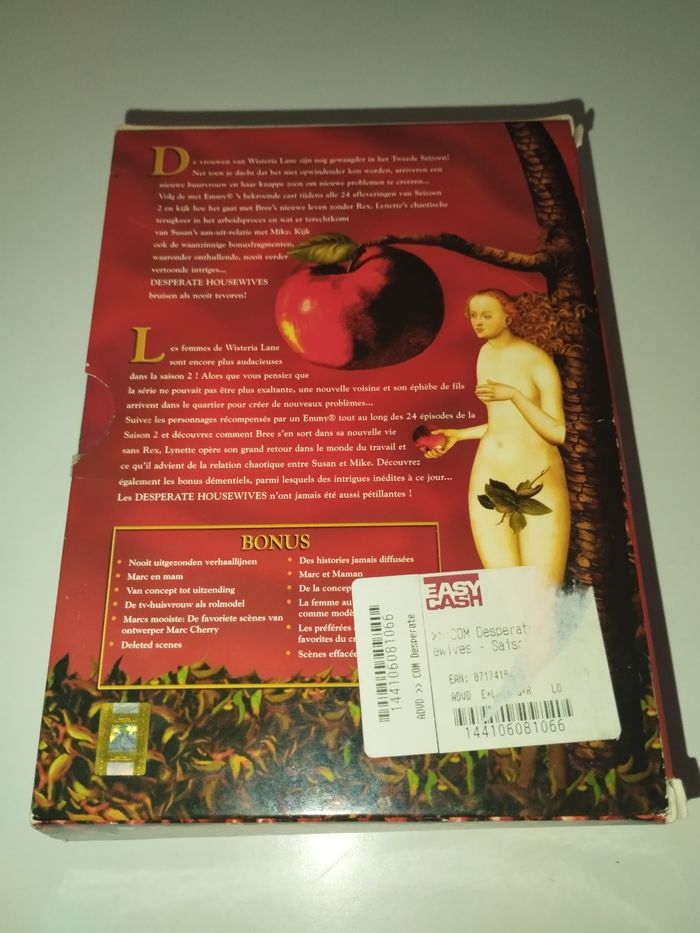 De vrouwen van Wisteria Lane zijn nog gewaagder in het Tweede Seizoen!
Net toen je dacht dat het niet opwindender kon worden, arriveren een
nieuwe buurvrouw en haar knappe zoon om nieuwe problemen te creëren...
Volg de met Emmy® 's bekroonde cast tijdens alle 24 afleveringen van Seizoen
2 en kijk hoe het gaat met Bree's nieuwe leven zonder Rex, Lynette's chaotische
terugkeer in het arbeidsproces en wat er terechtkomt
van Susan's aan-uit-relatie met Mike. Kijk
ook de waanzinnige bonusfragmenten,
waaronder onthullende, nooit eerder
vertoonde intriges...
DESPERATE HOUSEWIVES
bruisen als nooit tevoren!
Les femmes de Wisteria Lane
sont encore plus audacieuses
dans la saison 2 ! Alors que vous pensiez que
la série ne pouvait pas être plus exaltante, une nouvelle voisine et son éphèbe de fils
arrivent dans le quartier pour créer de nouveaux problèmes...
Suivez les personnages récompensés par un Emmy® tout au long des 24 épisodes de la
Saison 2 et découvrez comment Bree s'en sort dans sa nouvelle vie
sans Rex, Lynette opère son grand retour dans le monde du travail et
ce qu'il advient de la relation chaotique entre Susan et Mike. Découvrez
également les bonus démentiels, parmi lesquels des intrigues inédites à ce jour...
Les DESPERATE HOUSEWIVES n'ont jamais été aussi pétillantes !
BONUS
• Nooit uitgezonden verhaallijnen
• Marc en mam
• Van concept tot uitzending
• De tv-huisvrouw als rolmodel
• Marcs mooiste: De favoriete scènes van
ontwerper Marc Cherry
• Deleted scenes
• Des histories jamais diffusées
• Marc et Maman
• De la concep
• La femme au
comme modè
• Les préférées
favorites du cr
• Scènes effacée
144106081066
ADVD >> COM Desperate
EASY
CASH
>> COM Desperat
ewives - Sais
EAN: 8717418
ADVD LO
144106081066